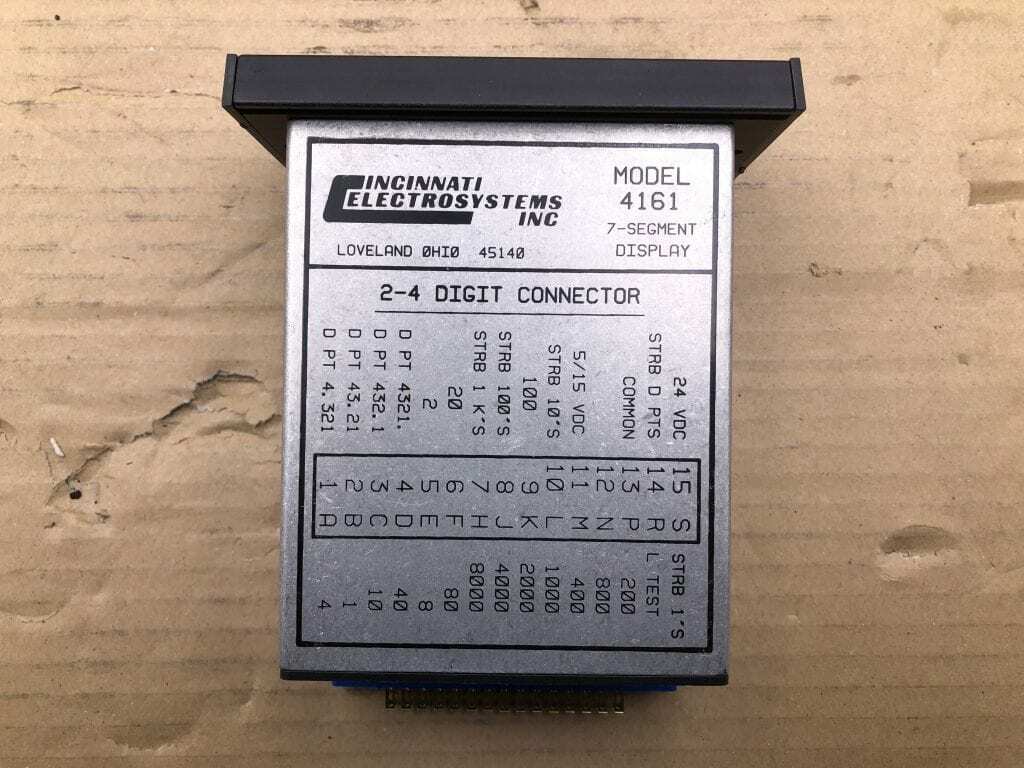 CINCINNATI
ELECTROSYSTEMS
INC
LOVELAND 0HI0 45140
MODEL
4161
7-SEGMENT
DISPLAY
2-4 DIGIT CONNECTOR
24 VDC 15 S STRB 1'S
STRB D PTS 14 R L TEST
COMMON 13 P 200
12 N 800
5/15 VDC 11 M 400
STRB 10'S 10 L 1000
100 9 K 2000
STRB 100'S 8 J 4000
STRB 1 K'S 7 H 8000
20 6 F 80
2 5 E 8
D PT 4321. 4 D 40
D PT 432.1 3 C 10
D PT 43.21 2 B 1
D PT 4.321 1 A 4